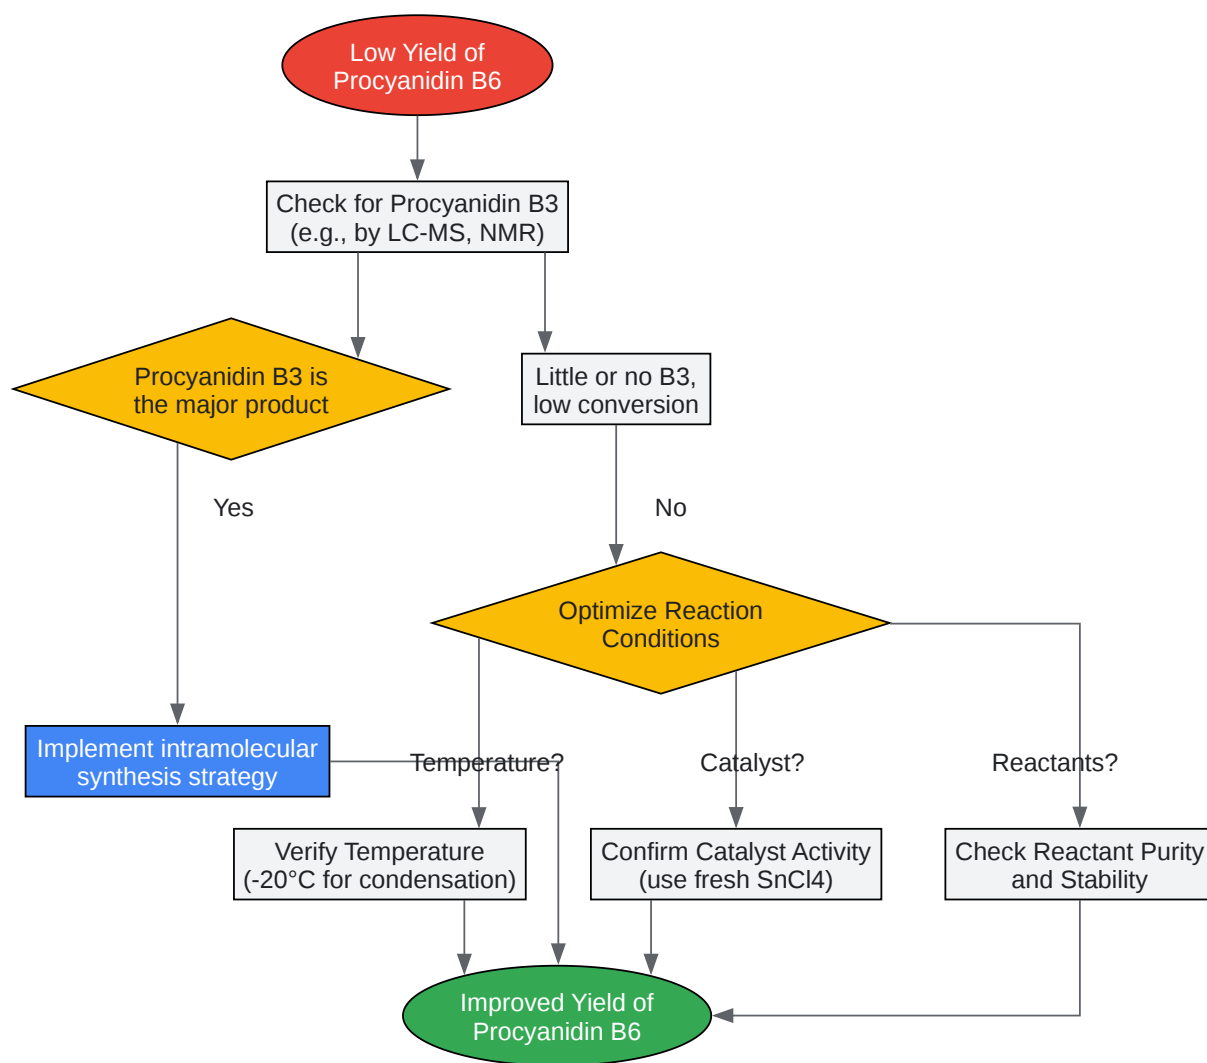 Low Yield of
Procyanidin B6
Check for Procyanidin B3
(e.g., by LC-MS, NMR)
Procyanidin B3 is
the major product
Little or no B3,
low conversion
Yes
No
Optimize Reaction
Conditions
Implement intramolecular
synthesis strategy
Temperature?
Catalyst?
Reactants?
Verify Temperature
(-20°C for condensation)
Confirm Catalyst Activity
(use fresh SnCl4)
Check Reactant Purity
and Stability
Improved Yield of
Procyanidin B6